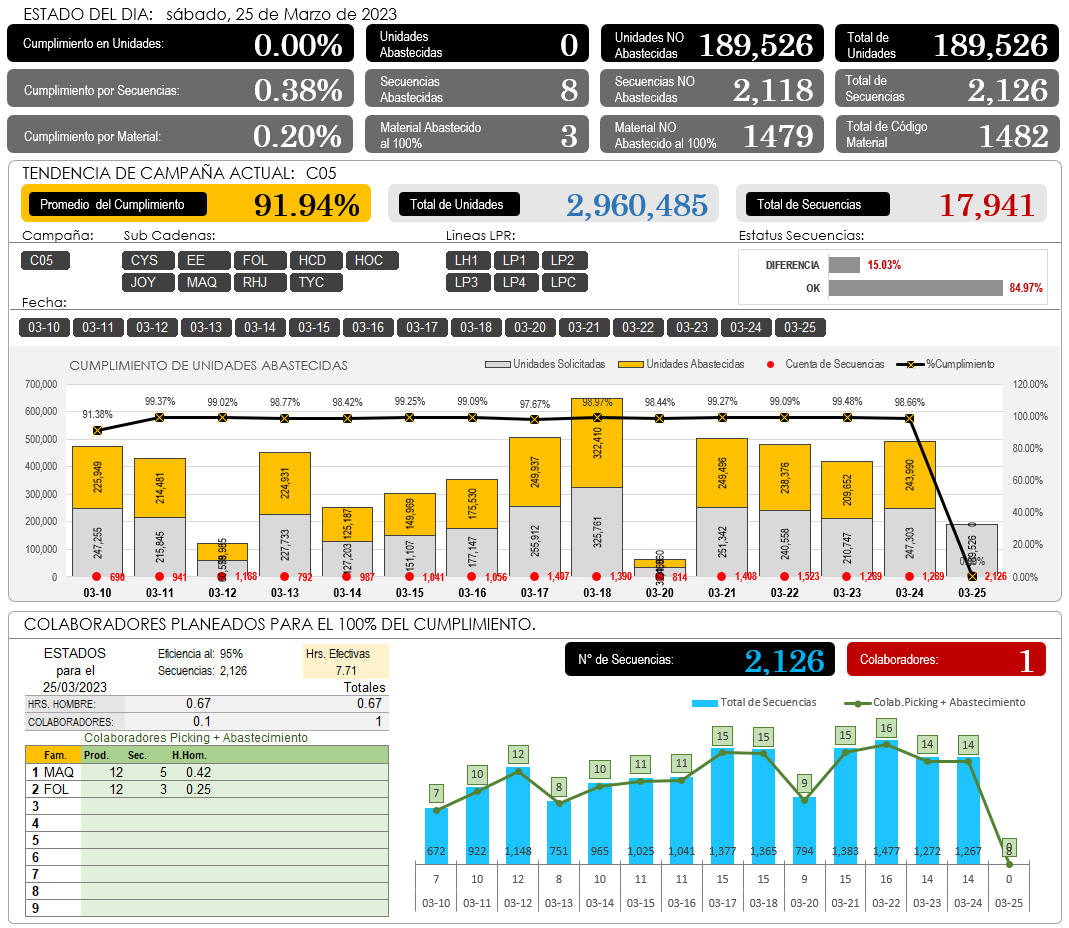 ESTADO DEL DIA: sábado, 25 de Marzo de 2023
Cumplimiento en Unidades: 0.00%
Unidades Abastecidas 0
Unidades NO Abastecidas 189,526
Total de Unidades 189,526
Cumplimiento por Secuencias: 0.38%
Secuencias Abastecidas 8
Secuencias NO Abastecidas 2,118
Total de Secuencias 2,126
Cumplimiento por Material: 0.20%
Material Abastecido al 100% 3
Material NO Abastecido al 100% 1479
Total de Código Material 1482
TENDENCIA DE CAMPAÑA ACTUAL: C05
Promedio del Cumplimiento 91.94%
Total de Unidades 2,960,485
Total de Secuencias 17,941
Campaña: Sub Cadenas: Lineas LPR: Estatus Secuencias:
C05 CYS EE FOL HCD HOC LH1 LP1 LP2
JOY MAQ RHJ TYC LP3 LP4 LPC
DIFERENCIA 15.03%
OK 84.97%
Fecha:
03-10 03-11 03-12 03-13 03-14 03-15 03-16 03-17 03-18 03-20 03-21 03-22 03-23 03-24 03-25
CUMPLIMIENTO DE UNIDADES ABASTECIDAS
Unidades Solicitadas Unidades Abastecidas Cuenta de Secuencias %Cumplimiento
700,000 120.00%
600,000 100.00%
500,000 80.00%
400,000
300,000 60.00%
200,000 40.00%
100,000 20.00%
0 0.00%
91.38% 99.37% 99.02% 98.77% 98.42% 99.25% 99.09% 97.67% 98.97% 98.44% 99.27% 99.09% 99.48% 98.66%
225,949 214,481 224,931 125,187 149,969 175,530 249,937 322,410 249,496 238,376 209,652 243,990 0
247,255 215,845 227,733 127,203 151,107 177,147 255,912 325,761 251,342 240,558 210,747 247,303
690 941 1,168 792 987 1,041 1,056 1,407 1,390 814 1,408 1,523 1,289 1,289 2,126
03-10 03-11 03-12 03-13 03-14 03-15 03-16 03-17 03-18 03-20 03-21 03-22 03-23 03-24 03-25
COLABORADORES PLANEADOS PARA EL 100% DEL CUMPLIMIENTO.
ESTADOS
para el
25/03/2023
Eficiencia al: 95%
Secuencias: 2,126
Hrs. Efectivas
7.71
Totales
HRS. HOMBRE: 0.67 0.67
COLABORADORES: 0.1 1
Colaboradores Picking + Abastecimiento
Fam. Prod. Sec. H.Hom.
1 MAQ 12 5 0.42
2 FOL 12 3 0.25
3
4
5
6
7
8
9
N° de Secuencias: 2,126
Colaboradores: 1
Total de Secuencias Colab.Picking + Abastecimiento
7 10 12 8 10 11 11 15 15 9 15 16 14 14 0
672 922 1,148 751 965 1,025 1,041 1,377 1,365 794 1,383 1,477 1,272 1,267 8
7 10 12 8 10 11 11 15 15 9 15 16 14 14 0
03-10 03-11 03-12 03-13 03-14 03-15 03-16 03-17 03-18 03-20 03-21 03-22 03-23 03-24 03-25